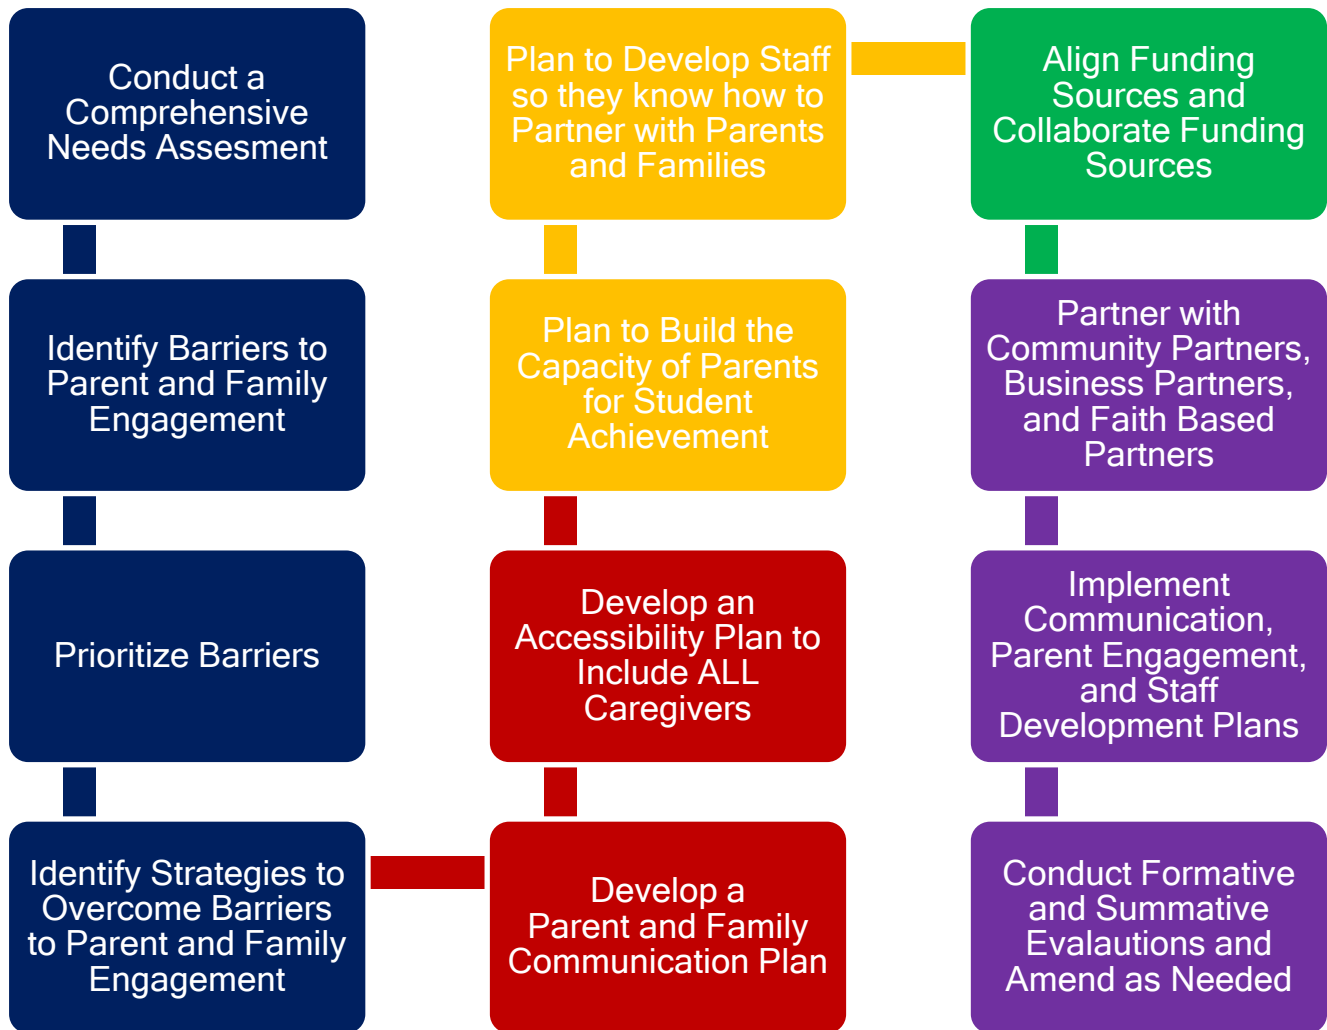 Conduct a
Comprehensive
Needs Assesment
Identify Barriers to
Parent and Family
Engagement
Prioritize Barriers
Identify Strategies to
Overcome Barriers
to Parent and Family
Engagement
Develop a
Parent and Family
Communication Plan
Develop an
Accessibility Plan to
Include ALL
Caregivers
Plan to Build the
Capacity of Parents
for Student
Achievement
Plan to Develop Staff
so they know how to
Partner with Parents
and Families
Align Funding
Sources and
Collaborate Funding
Sources
Partner with
Community Partners,
Business Partners,
and Faith Based
Partners
Implement
Communication,
Parent Engagement,
and Staff
Development Plans
Conduct Formative
and Summative
Evalautions and
Amend as Needed